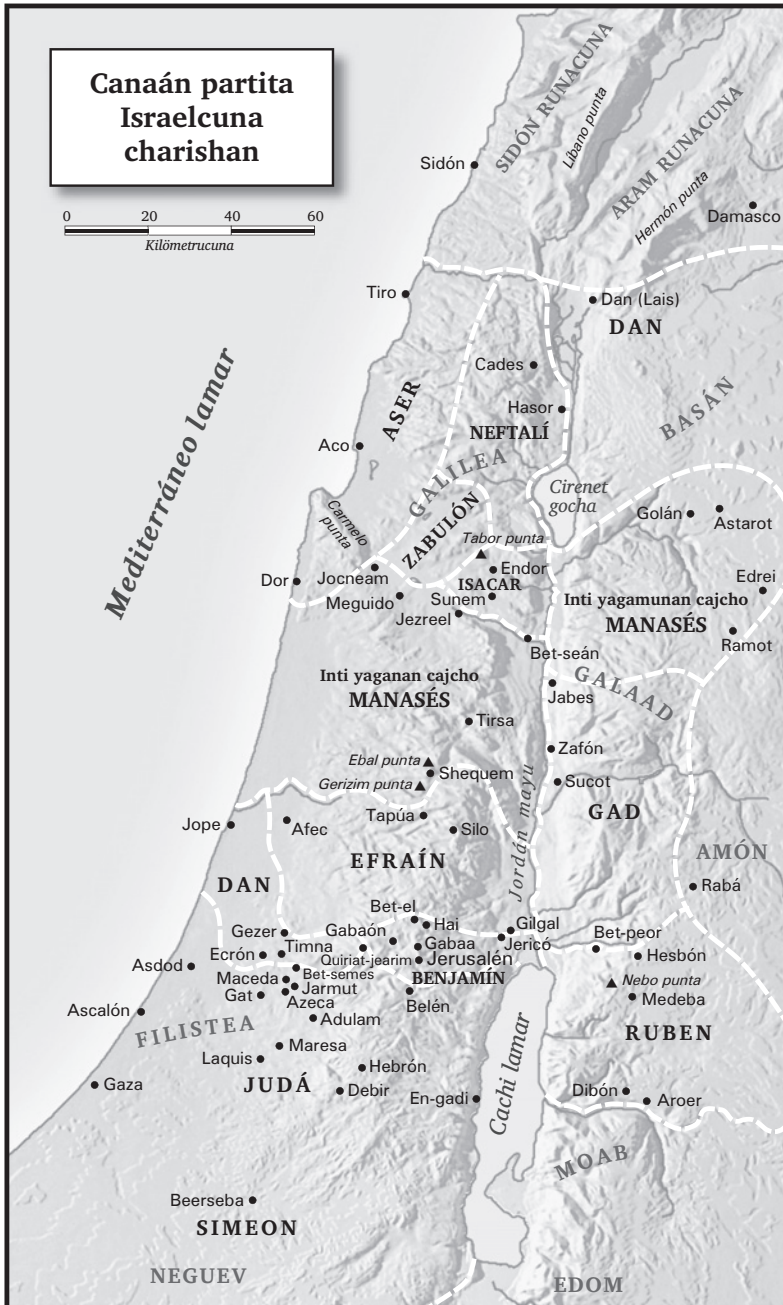 Canaán partita
Israelcuna
charishan
0 20 40 60
Kilömetrucuna
SIDÓN RUNACUNA
Líbano punta
ARAM RUNACUNA
Hermón punta
Sidón
Damasco
Tiro
Dan (Lais)
DAN
Cades
ASER
Hasor
NEFTALÍ
BASÁN
Mediterráneo lamar
Aco
GALILEA
Cirenet
gocha
Carmelo
punta
ZABULÓN
Golán
Astarot
Tabor punta
Jocneam
Endor
ISACAR
Dor
Meguido
Sunem
Jezreel
Edrei
Inti yagamunan cajcho
MANASÉS
Ramot
Bet-seán
Inti yaganan cajcho
MANASÉS
GALAAD
Jabes
Tirsa
Zafón
Ebal punta
Shequem
Gerizim punta
Sucot
Jordán mayu
GAD
Jope
Afec
Tapúa
Silo
EFRAÍN
AMÓN
DAN
Rabá
Bet-el
Hai
Gilgal
Gezer
Gabaón
Gabaa
Jericó
Bet-peor
Ecrón
Timna
Quiriat-jearim
Jerusalén
Hesbón
Asdod
Bet-semes
BENJAMÍN
Maceda
Jarmut
Nebo punta
Gat
Azeca
Belén
Medeba
Ascalón
FILISTEA
Adulam
RUBEN
Maresa
Laquis
Hebrón
Gaza
JUDÁ
Debir
En-gadi
Cachi lamar
Dibón
Aroer
MOAB
Beerseba
SIMEON
NEGUEV
EDOM